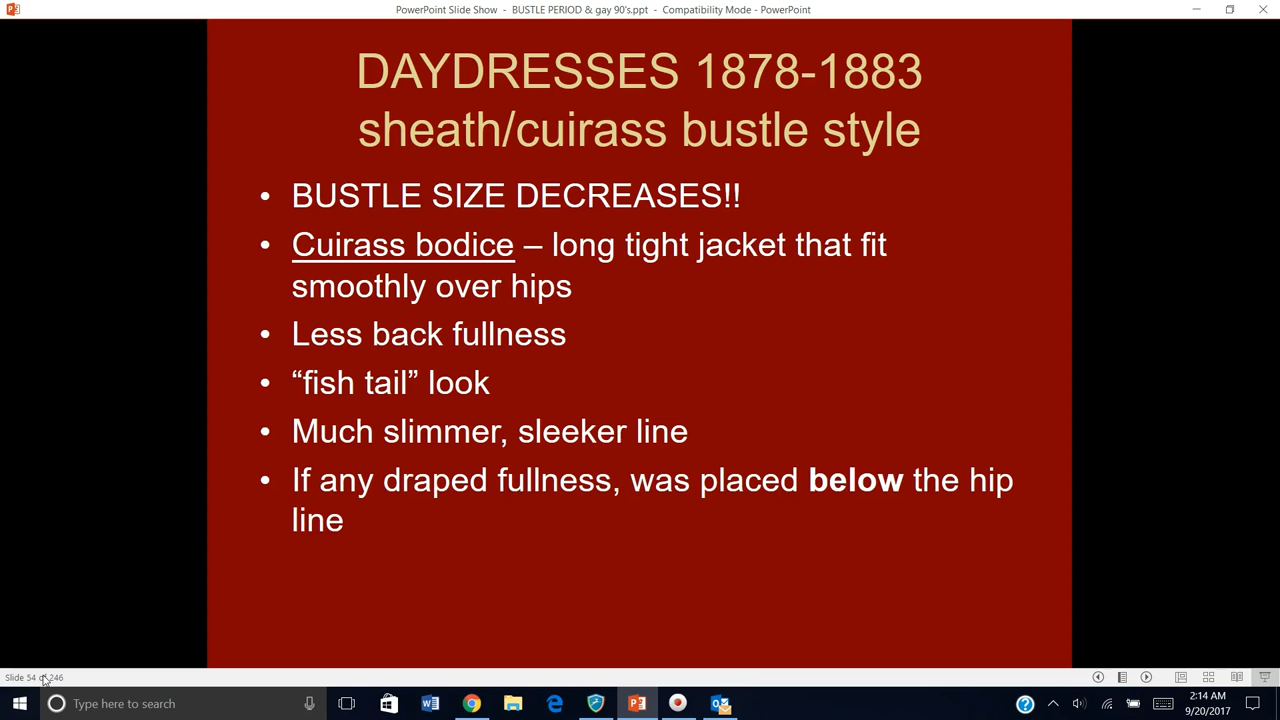 PowerPoint Slide Show - BUSTLE PERIOD & gay 90's.ppt - Compatibility Mode - PowerPoint
DAYDRESSES 1878-1883
sheath/cuirass bustle style
• BUSTLE SIZE DECREASES!!
• Cuirass bodice – long tight jacket that fit
smoothly over hips
• Less back fullness
• “fish tail” look
• Much slimmer, sleeker line
• If any draped fullness, was placed below the hip
line
Slide 54 of 246
Type here to search
2:14 AM
9/20/2017